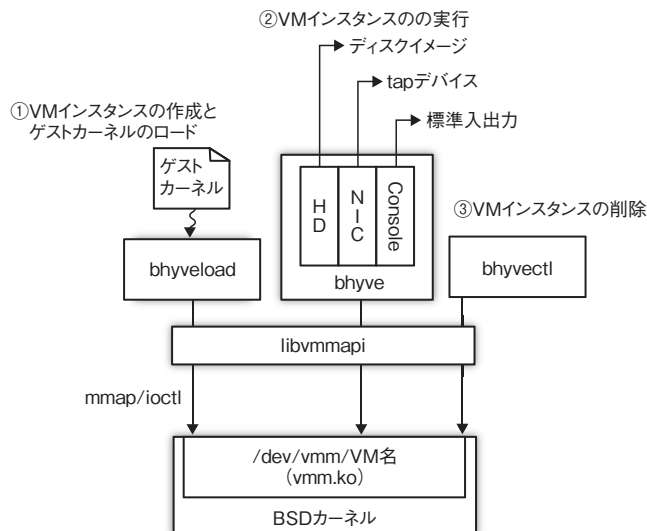 ②VMインスタンスのの実行
ディスクイメージ
tapデバイス
標準入出力
①VMインスタンスの作成と
ゲストカーネルのロード
ゲスト
カーネル
HD
NIC
Console
③VMインスタンスの削除
bhyveload
bhyve
bhyvectl
libvmmapi
mmap/ioctl
/dev/vmm/VM名
(vmm.ko)
BSDカーネル